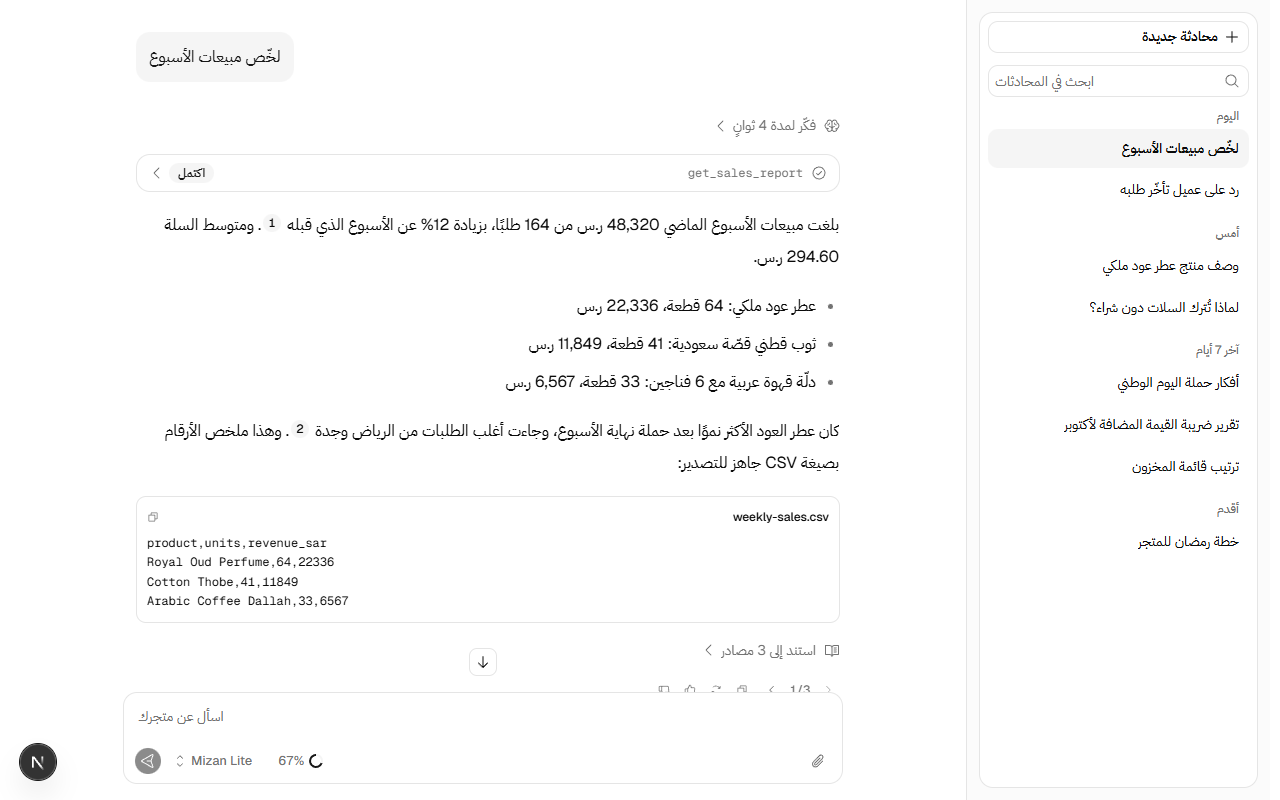 محادثة جديدة
ابحث في المحادثات
اليوم
لخّص مبيعات الأسبوع
رد على عميل تأخّر طلبه
أمس
وصف منتج عطر عود ملكي
لماذا تُترك السلات دون شراء؟
آخر 7 أيام
أفكار حملة اليوم الوطني
تقرير ضريبة القيمة المضافة لأكتوبر
ترتيب قائمة المخزون
أقدم
خطة رمضان للمتجر
لخّص مبيعات الأسبوع
فكّر لمدة 4 ثوانٍ
get_sales_report
اكتمل
بلغت مبيعات الأسبوع الماضي 48,320 ر.س من 164 طلبًا، بزيادة 12% عن الأسبوع الذي قبله 1 . ومتوسط السلة
294.60 ر.س.
• عطر عود ملكي: 64 قطعة، 22,336 ر.س
• ثوب قطني قصّة سعودية: 41 قطعة، 11,849 ر.س
• دلّة قهوة عربية مع 6 فناجين: 33 قطعة، 6,567 ر.س
كان عطر العود الأكثر نموًا بعد حملة نهاية الأسبوع، وجاءت أغلب الطلبات من الرياض وجدة 2 . وهذا ملخص الأرقام
بصيغة CSV جاهز للتصدير:
weekly-sales.csv
product,units,revenue_sar
Royal Oud Perfume,64,22336
Cotton Thobe,41,11849
Arabic Coffee Dallah,33,6567
استند إلى 3 مصادر
1/3
اسأل عن متجرك
67%
Mizan Lite
N